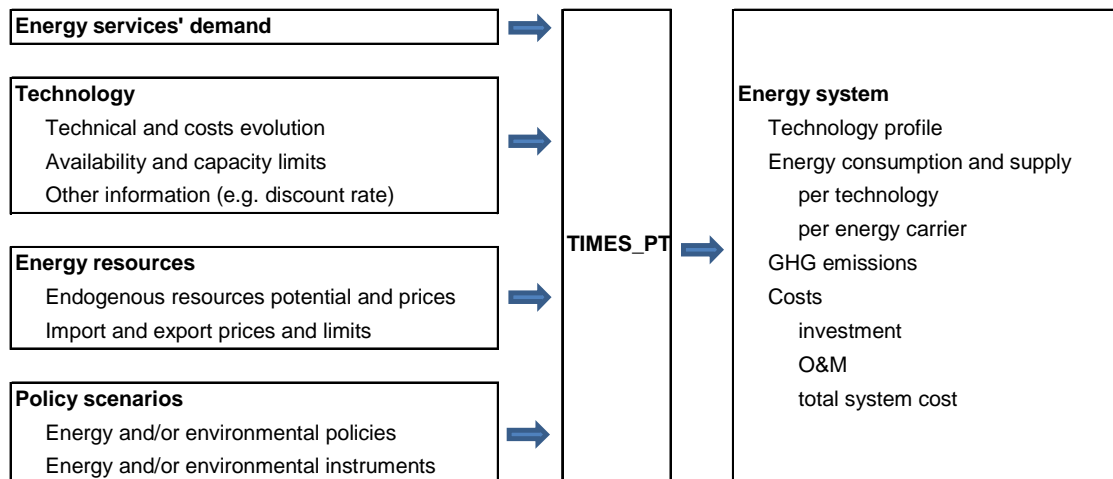 Energy services' demand
Technology
Technical and costs evolution
Availability and capacity limits
Other information (e.g. discount rate)
Energy resources
Endogenous resources potential and prices
Import and export prices and limits
Policy scenarios
Energy and/or environmental policies
Energy and/or environmental instruments
TIMES_PT
Energy system
Technology profile
Energy consumption and supply
per technology
per energy carrier
GHG emissions
Costs
investment
O&M
total system cost